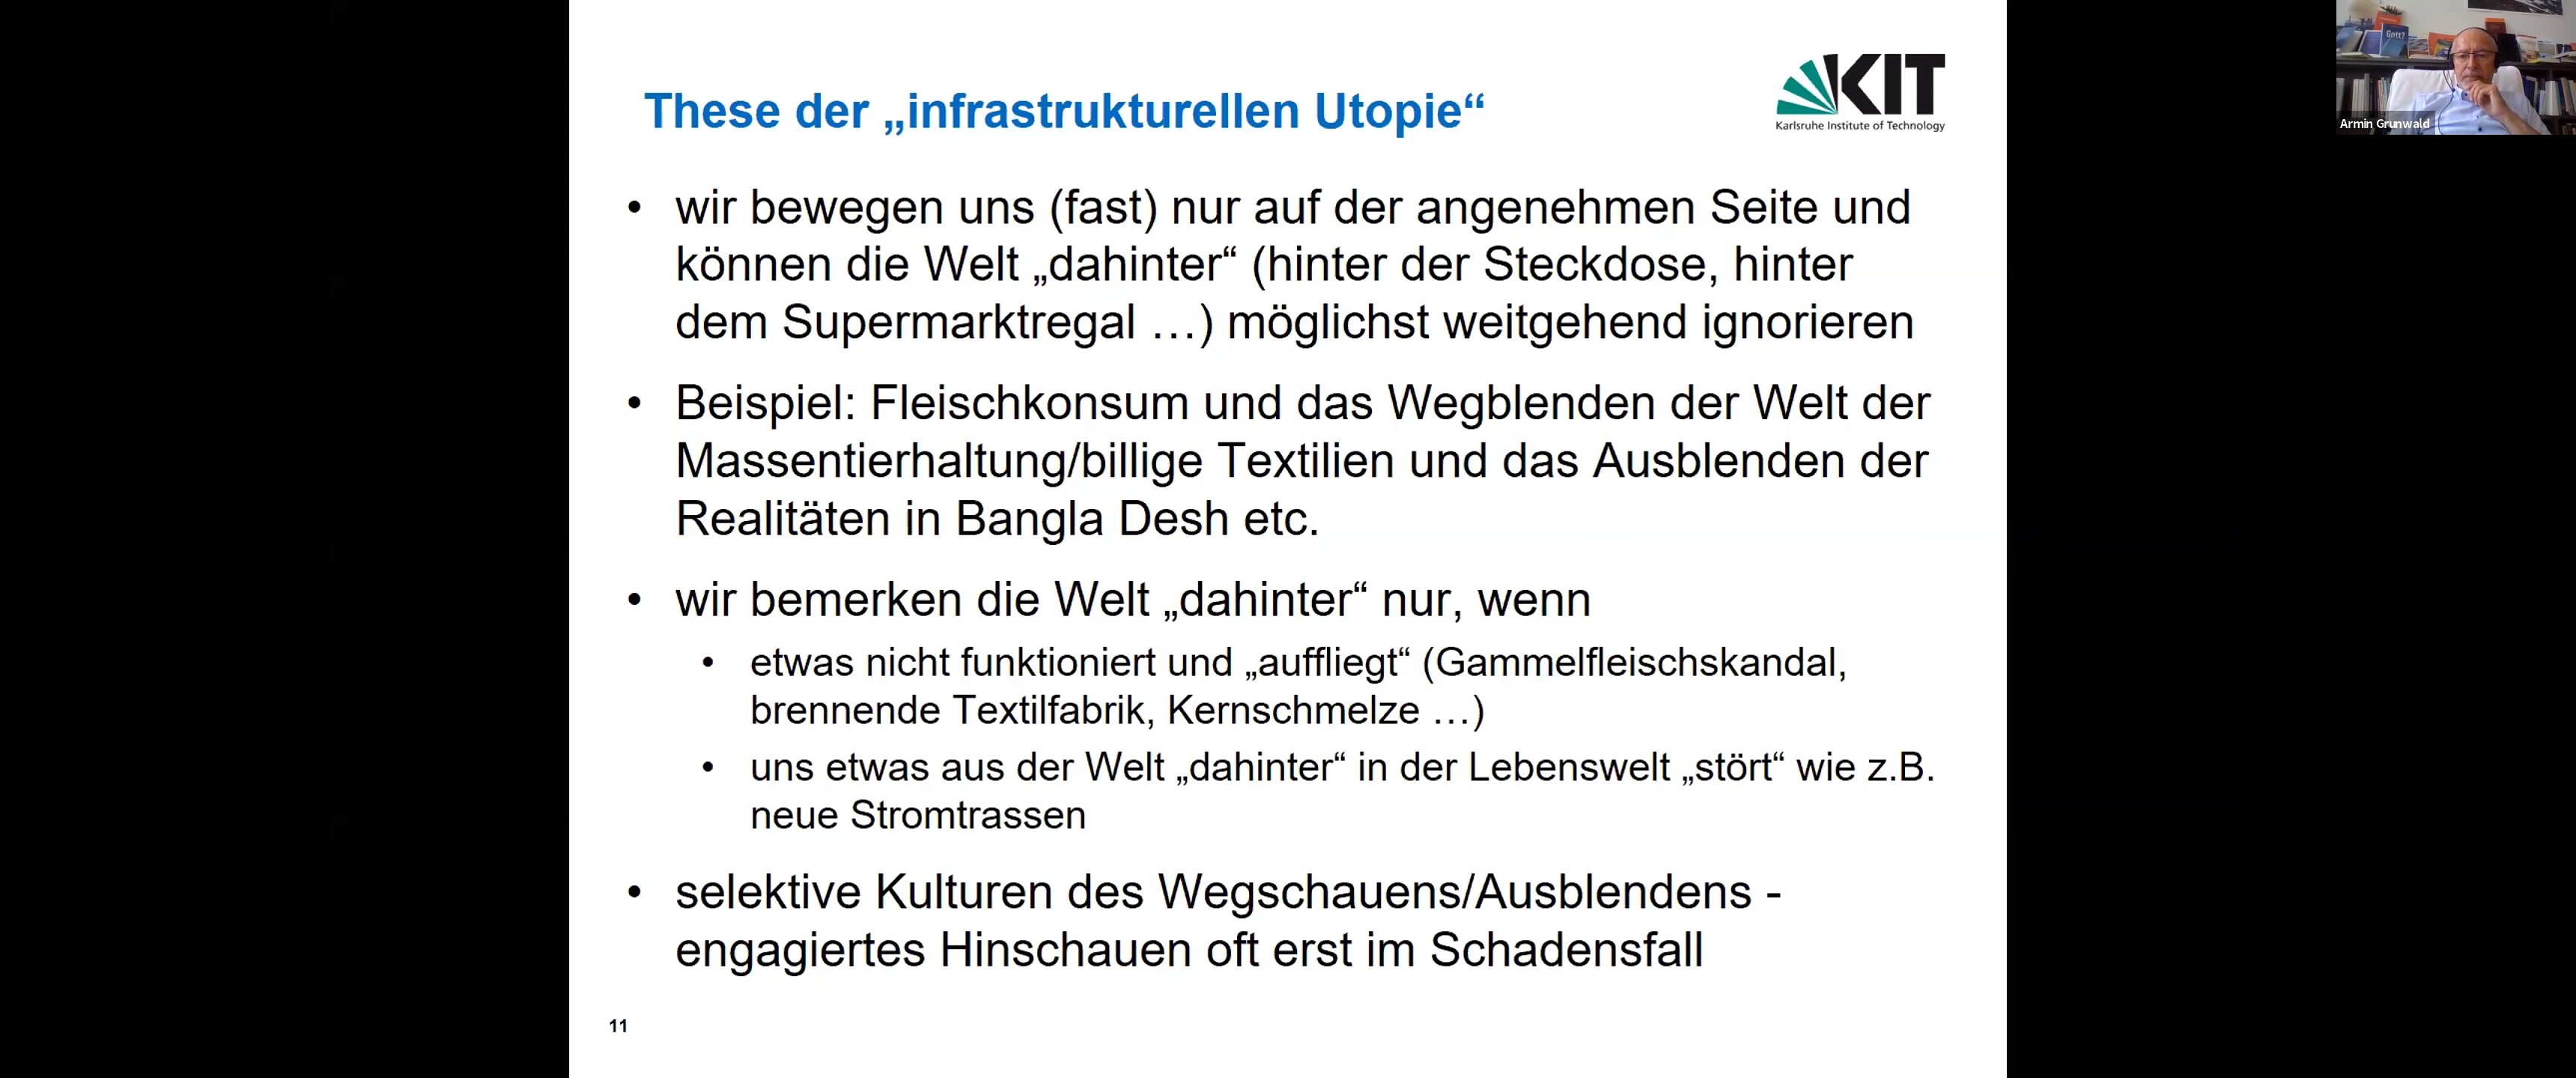 These der „infrastrukturellen Utopie“
KIT
Karlsruhe Institute of Technology
Gott?
Armin Grunwald
• wir bewegen uns (fast) nur auf der angenehmen Seite und
können die Welt „dahinter“ (hinter der Steckdose, hinter
dem Supermarktregal …) möglichst weitgehend ignorieren
• Beispiel: Fleischkonsum und das Wegblenden der Welt der
Massentierhaltung/billige Textilien und das Ausblenden der
Realitäten in Bangla Desh etc.
• wir bemerken die Welt „dahinter“ nur, wenn
• etwas nicht funktioniert und „auffliegt“ (Gammelfleischskandal,
brennende Textilfabrik, Kernschmelze …)
• uns etwas aus der Welt „dahinter“ in der Lebenswelt „stört“ wie z.B.
neue Stromtrassen
• selektive Kulturen des Wegschauens/Ausblendens -
engagiertes Hinschauen oft erst im Schadensfall
11